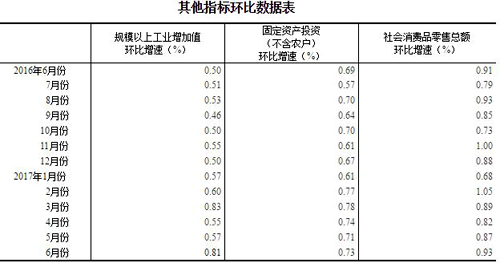 其他指标环比数据表
规模以上工业增加值 环比增速（%） 固定资产投资 （不含农户） 环比增速（%） 社会消费品零售总额 环比增速（%）
2016年6月份 0.50 0.69 0.91
7月份 0.51 0.57 0.79
8月份 0.53 0.70 0.93
9月份 0.46 0.64 0.85
10月份 0.50 0.70 0.73
11月份 0.55 0.61 1.00
12月份 0.50 0.67 0.88
2017年1月份 0.57 0.61 0.68
2月份 0.60 0.77 1.05
3月份 0.83 0.78 0.89
4月份 0.55 0.74 0.82
5月份 0.57 0.71 0.87
6月份 0.81 0.73 0.93